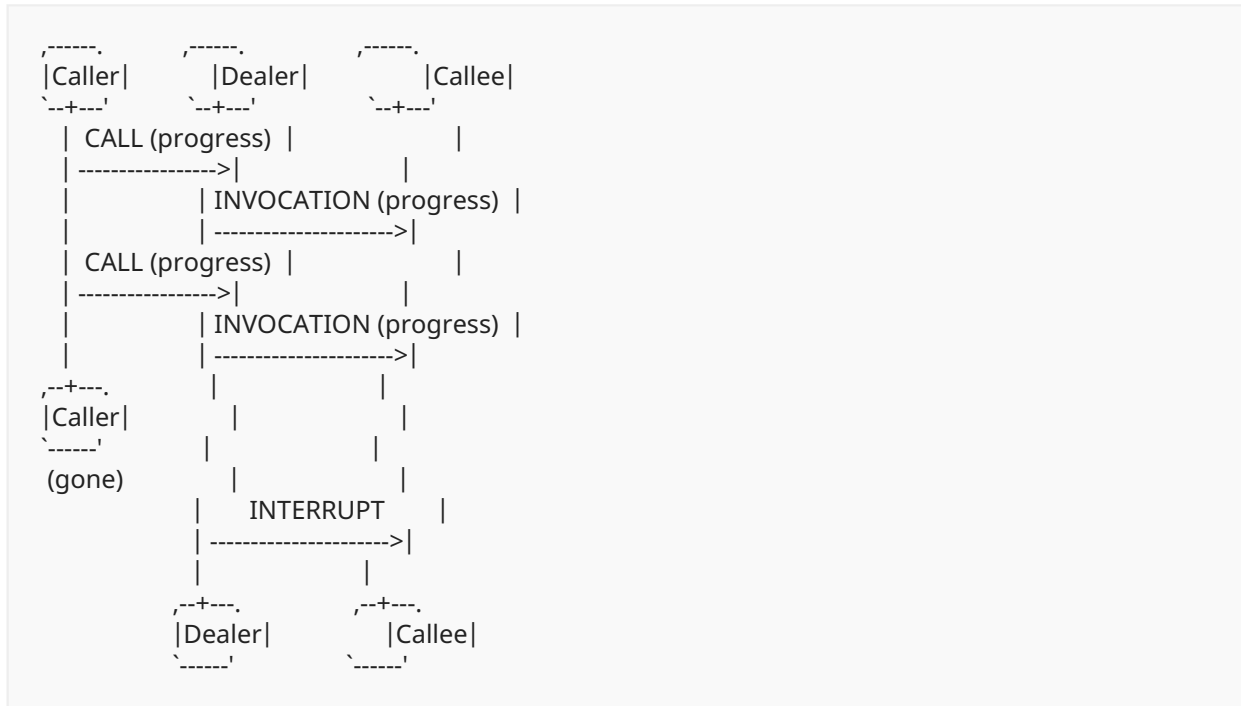 ,------.         ,------.                   ,------.
|Caller|              |Dealer|                   |Callee|
`--+---'          `--+---'                   `--+---'
   |  CALL (progress)  |                          |
   | ----------------->|                          |
   |                   | INVOCATION (progress)  |
   |                   | ---------------------->|
   |  CALL (progress)  |                          |
   | ----------------->|                          |
   |                   | INVOCATION (progress)  |
   |                   | ---------------------->|
,--+---.               |                          |
|Caller|               |                          |
`------'               |                          |
 (gone)                |                          |
                       |       INTERRUPT        |
                       | ---------------------->|
                       |                        |
                    ,--+---.                ,--+---.
                    |Dealer|                |Callee|
                    `------'                `------'